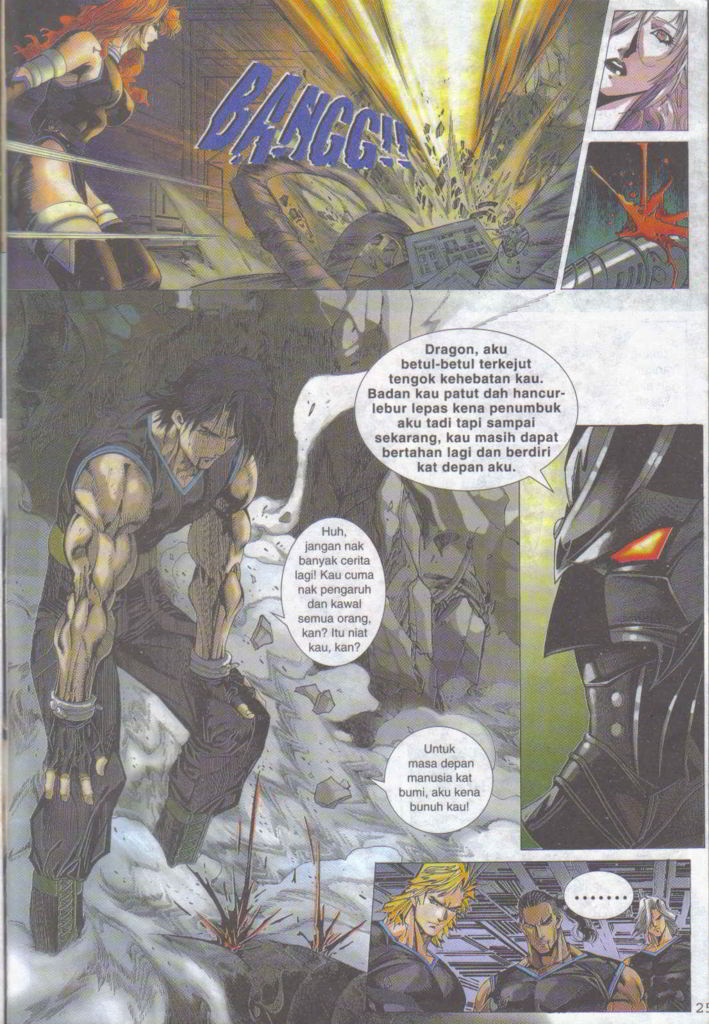 BANGG!!
Dragon, aku
betul-betul terkejut
tengok kehebatan kau.
Badan kau patut dah hancur-
lebur lepas kena penumbuk
aku tadi tapi sampai
sekarang, kau masih dapat
bertahan lagi dan berdiri
kat depan aku.
Huh,
jangan nak
banyak cerita
lagi! Kau cuma
nak pengaruh
dan kawal
semua orang,
kan? Itu niat
kau, kan?
Untuk
masa depan
manusia kat
bumi, aku kena
bunuh kau!
.......
25